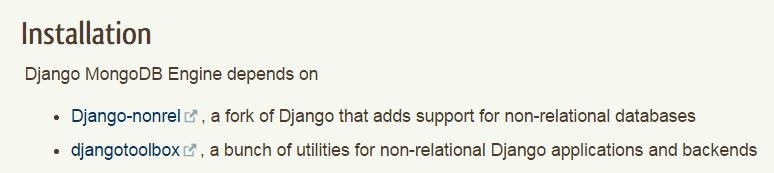 Installation
Django MongoDB Engine depends on
• Django-nonrel , a fork of Django that adds support for non-relational databases
• djangotoolbox , a bunch of utilities for non-relational Django applications and backends